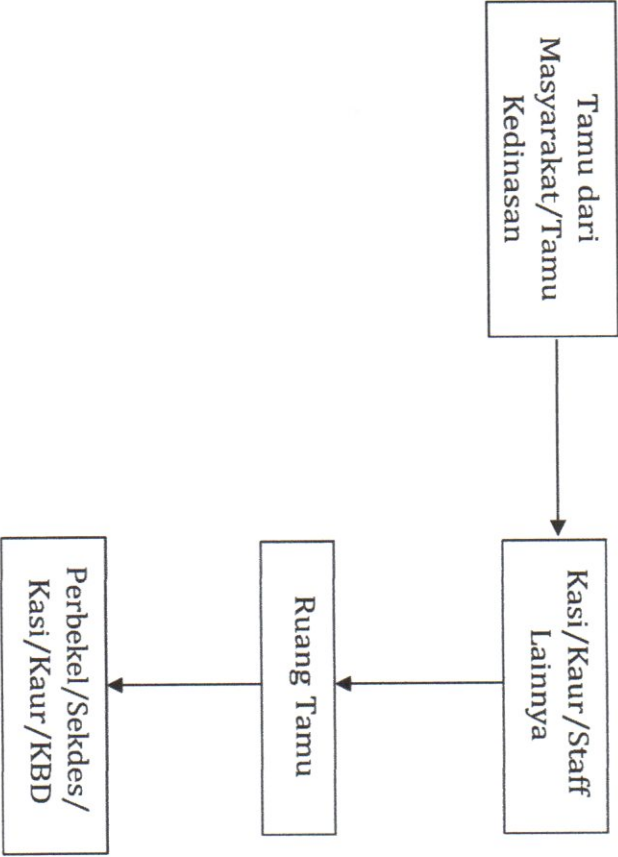 Tamu dari
Masyarakat/Tamu
Kedinasan
Kasi/Kaur/Staff
Lainnya
Ruang Tamu
Perbekel/Sekdes/
Kasi/Kaur/KBD